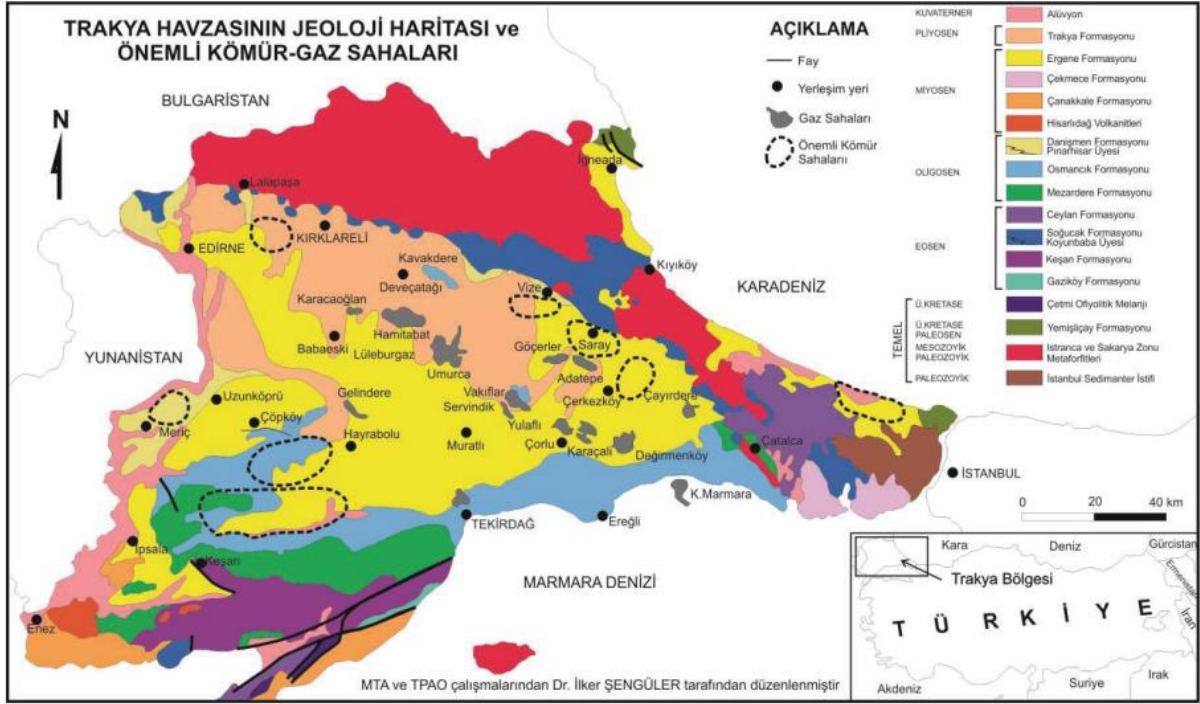 TRAKYA HAVZASININ JEOLOJİ HARİTASI ve
ÖNEMLİ KÖMÜR-GAZ SAHALARI
BULGARİSTAN
N
AÇIKLAMA
Fay
Yerleşim yeri
Gaz Sahaları
Önemli Kömür
Sahalarıı
KUVATERNER
Alüvyon
PLİYOSEN
Trakya Formasyonu
Ergene Formasyonu
MİYOSEN
Çekmece Formasyonu
Çanakkale Formasyonu
Hisarlıdağ Volkanitleri
Danişmen Formasyonu
Pınarhisar Üyesi
OLİGOSEN
Osmancık Formasyonu
Mezardere Formasyonu
Ceylan Formasyonu
EOSEN
Soğucak Formasyonu
Koyunbaba Üyesi
Keşan Formasyonu
Gaziköy Formasyonu
TEMEL
Ü.KRETASE
Çetmi Ofiyolitik Melanjı
Ü.KRETASE
PALEOSEN
Yemişliçay Formasyonu
MESOZOYİK
PALEOZOYİK
Istranca ve Sakarya Zonu
Metaforfitleri
PALEOZOYİK
İstanbul Sedimanter İstifi
İgneada
Lalapaşa
EDİRNE
KIRKLARELİ
Kavakdere
Deveçatağı
Kıyıköy
KARADENİZ
Vize
Karacaoğlan
Hamitabat
Babaeski
Lüleburgaz
Umurca
Göçerler
Saray
YUNANİSTAN
Adatepe
Uzunköprü
Gelindere
Vakıflar
Servindik
Çerkezköy
Çayırdere
Çöpköy
Yulaflı
Meriç
Hayrabolu
Muratlı
Çorlu
Karaçalı
Değirmenköy
Çatalca
İSTANBUL
K.Marmara
TEKİRDAĞ
Ereğli
0 20 40 km
İpsala
Keşan
MARMARA DENİZİ
Enez
MTA ve TPAO çalışmalarından Dr. İlker ŞENGÜLER tarafından düzenlenmiştir
Kara Deniz
Gürcistan
Ermenistan
Trakya Bölgesi
İran
TÜRKİYE
Akdeniz
Suriye
Irak